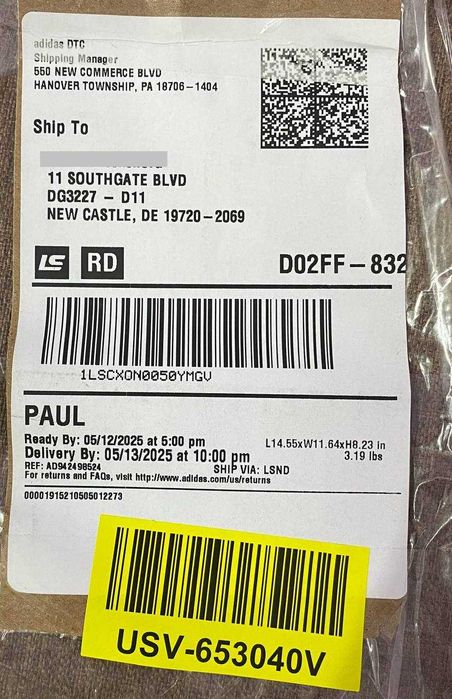 adidas DTC
Shipping Manager
550 NEW COMMERCE BLVD
HANOVER TOWNSHIP, PA 18706-1404
Ship To
11 SOUTHGATE BLVD
DG3227 - D11
NEW CASTLE, DE 19720-2069
LS RD D02FF-832
1LSCXON0050YMGV
PAUL
Ready By: 05/12/2025 at 5:00 pm L14.55xW11.64xH8.23 in
Delivery By: 05/13/2025 at 10:00 pm 3.19 lbs
REF: AD942498524 SHIP VIA: LSND
For returns and FAQs, visit http://www.adidas.com/us/returns
00001915210505012273
USV-653040V